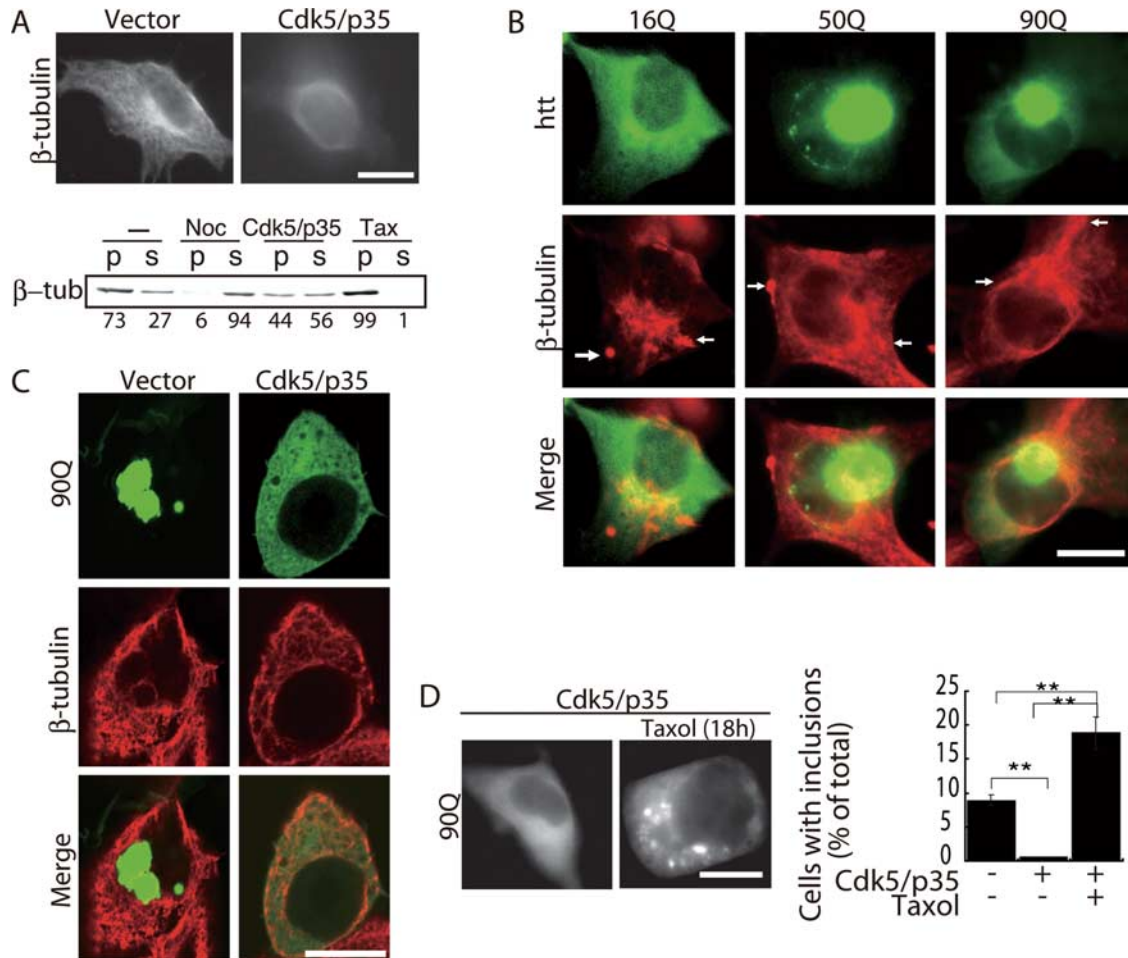 A
Vector Cdk5/p35
β-tubulin
— Noc Cdk5/p35 Tax
p s p s p s p s
β-tub
73 27 6 94 44 56 99 1
B
16Q 50Q 90Q
htt
β-tubulin
Merge
C
Vector Cdk5/p35
90Q
β-tubulin
Merge
D
Cdk5/p35
Taxol (18h)
90Q
Cells with inclusions
(% of total)
25
20
15
10
5
0
**
**
**
Cdk5/p35 - + +
Taxol - - +